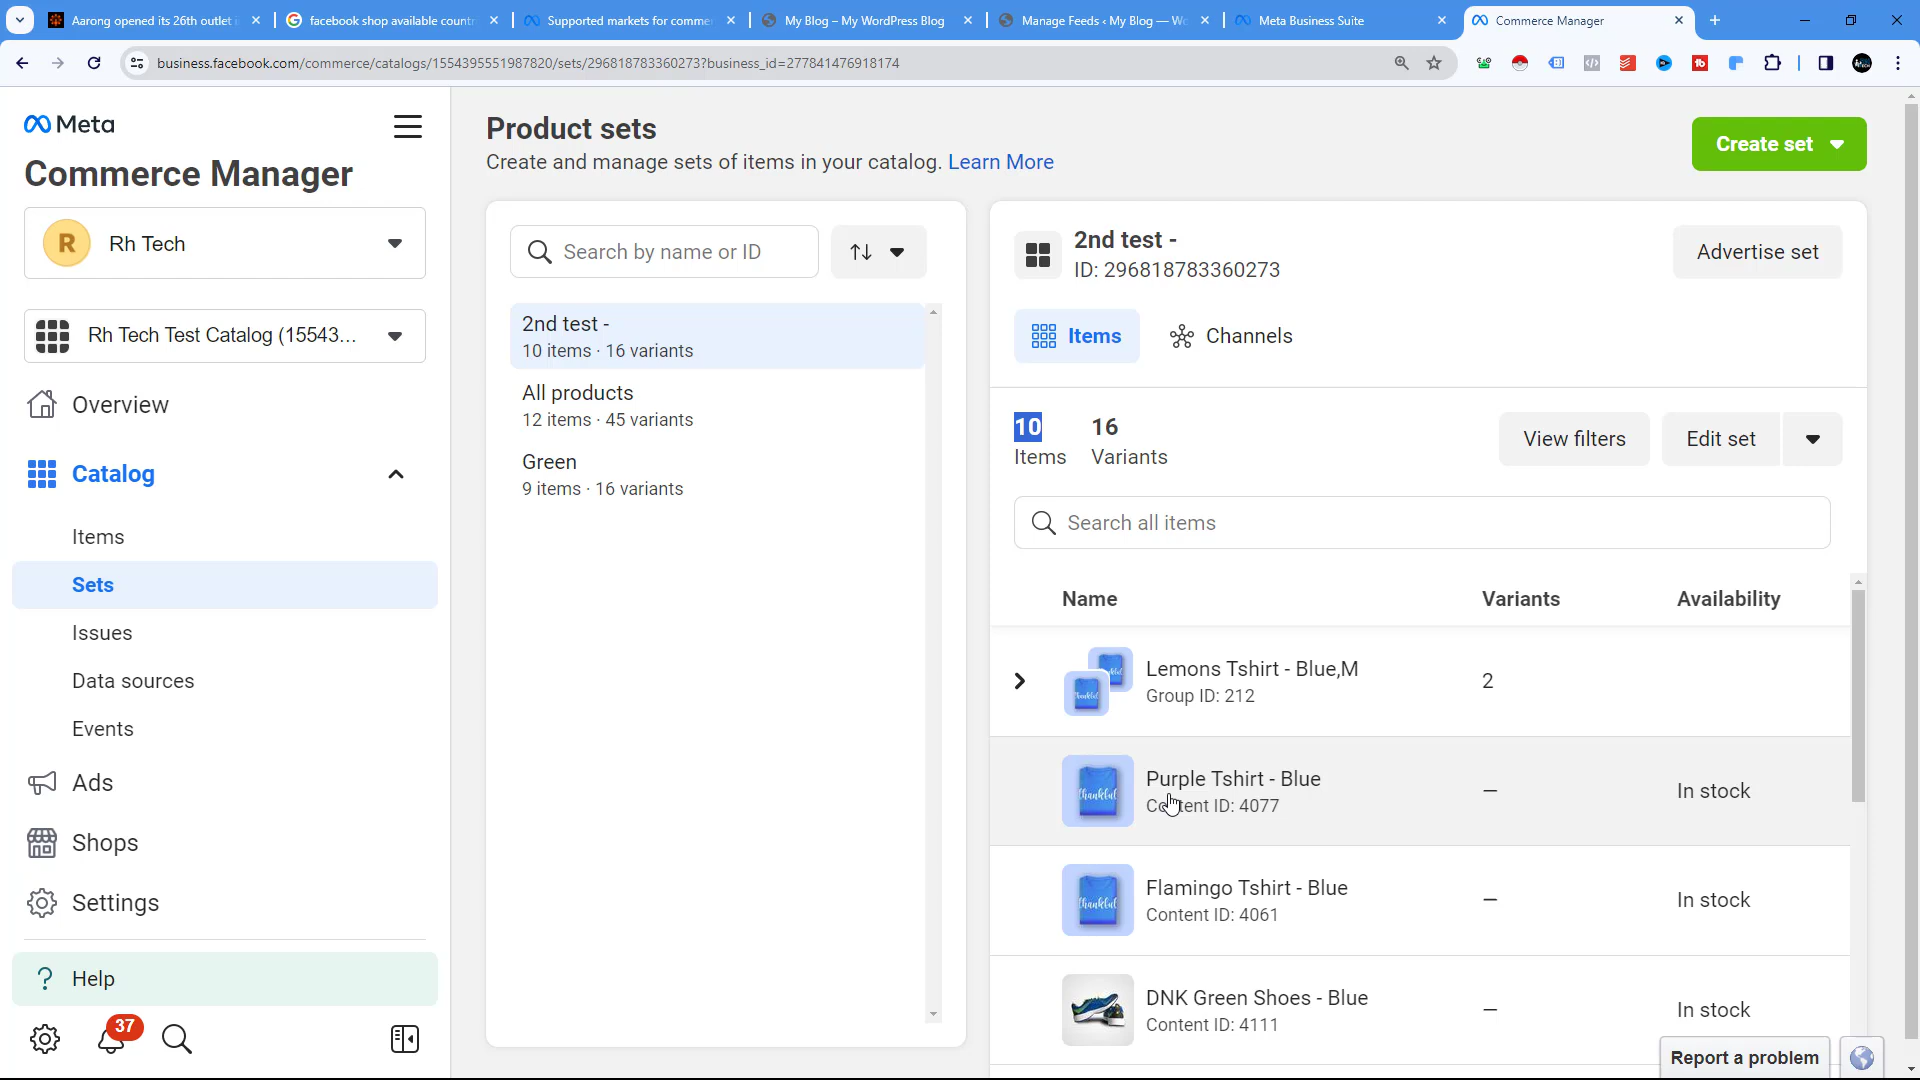 Aarong opened its 26th outlet i
facebook shop available countr
Supported markets for comme
My Blog – My WordPress Blog
Manage Feeds ‹ My Blog — Wo
Meta Business Suite
Commerce Manager
business.facebook.com/commerce/catalogs/1554395551987820/sets/296818783360273?business_id=277841476918174
Meta
Commerce Manager
R
Rh Tech
Rh Tech Test Catalog (15543...
Overview
Catalog
Items
Sets
Issues
Data sources
Events
Ads
Shops
Settings
? Help
37
Product sets
Create and manage sets of items in your catalog. Learn More
Create set
Search by name or ID
2nd test -
10 items · 16 variants
All products
12 items · 45 variants
Green
9 items · 16 variants
2nd test -
ID: 296818783360273
Advertise set
Items
Channels
10
Items
16
Variants
View filters
Edit set
Search all items
Name
Variants
Availability
Lemons Tshirt - Blue,M
Group ID: 212
2
Purple Tshirt - Blue
Content ID: 4077
–
In stock
thankful
Flamingo Tshirt - Blue
Content ID: 4061
–
In stock
thankful
DNK Green Shoes - Blue
Content ID: 4111
–
In stock
Report a problem